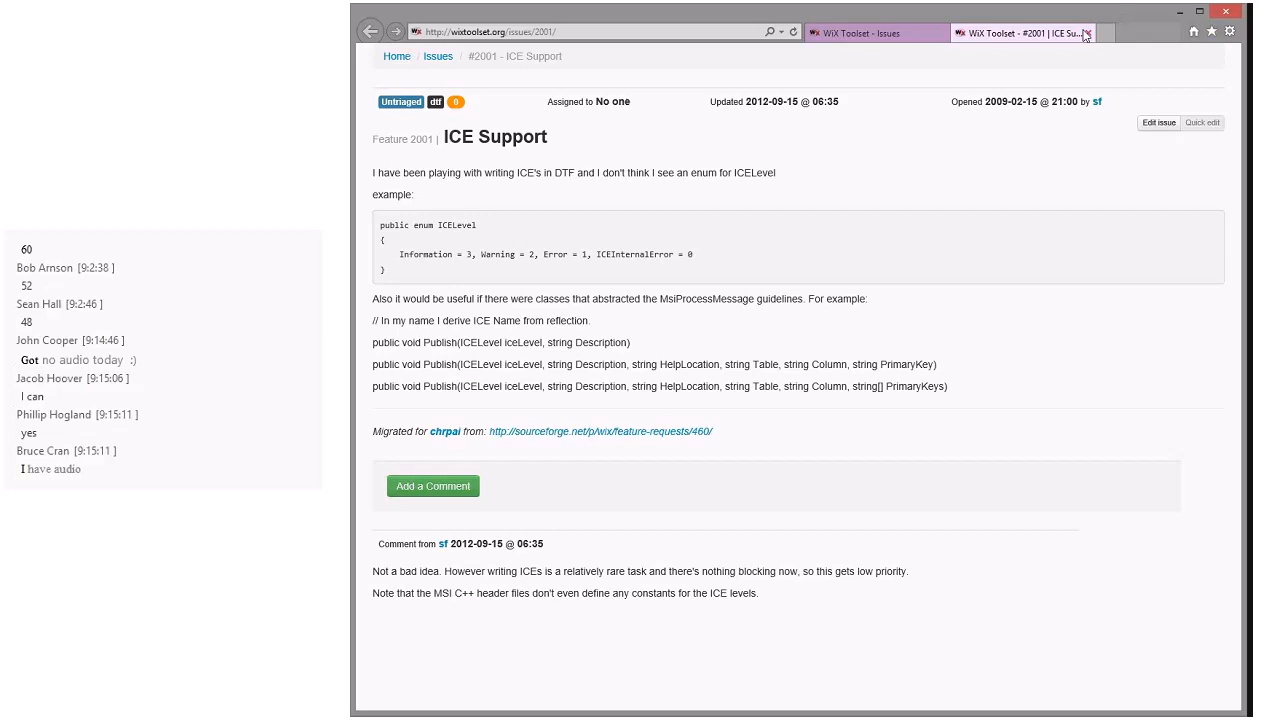 60
Bob Arnson [9:2:38 ]
52
Sean Hall [9:2:46 ]
48
John Cooper [9:14:46 ]
Got no audio today :)
Jacob Hoover [9:15:06 ]
I can
Phillip Hogland [9:15:11 ]
yes
Bruce Cran [9:15:11 ]
I have audio
http://wixtoolset.org/issues/2001/
WiX Toolset - Issues
WiX Toolset - #2001 | ICE Su...
Home / Issues / #2001 - ICE Support
Untriaged dtf 0 Assigned to No one Updated 2012-09-15 @ 06:35 Opened 2009-02-15 @ 21:00 by sf
Edit issue Quick edit
Feature 2001 | ICE Support
I have been playing with writing ICE's in DTF and I don't think I see an enum for ICELevel
example:
public enum ICELevel
{
Information = 3, Warning = 2, Error = 1, ICEInternalError = 0
}
Also it would be useful if there were classes that abstracted the MsiProcessMessage guidelines. For example:
// In my name I derive ICE Name from reflection.
public void Publish(ICELevel iceLevel, string Description)
public void Publish(ICELevel iceLevel, string Description, string HelpLocation, string Table, string Column, string PrimaryKey)
public void Publish(ICELevel iceLevel, string Description, string HelpLocation, string Table, string Column, string[] PrimaryKeys)
Migrated for chrpai from: http://sourceforge.net/p/wix/feature-requests/460/
Add a Comment
Comment from sf 2012-09-15 @ 06:35
Not a bad idea. However writing ICEs is a relatively rare task and there's nothing blocking now, so this gets low priority.
Note that the MSI C++ header files don't even define any constants for the ICE levels.